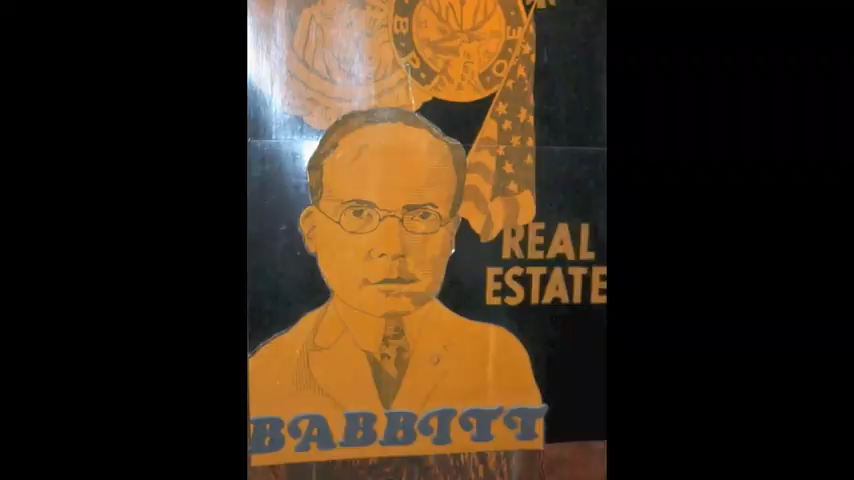 B. P. O. E.
REAL
ESTATE
BABBITT